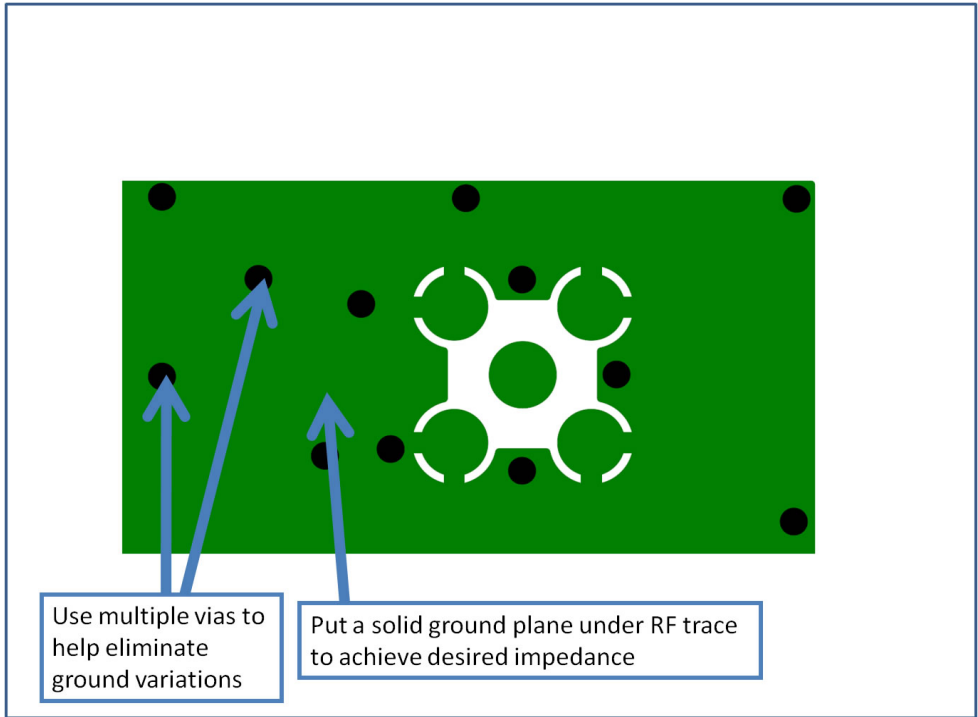 Use multiple vias to
help eliminate
ground variations
Put a solid ground plane under RF trace
to achieve desired impedance